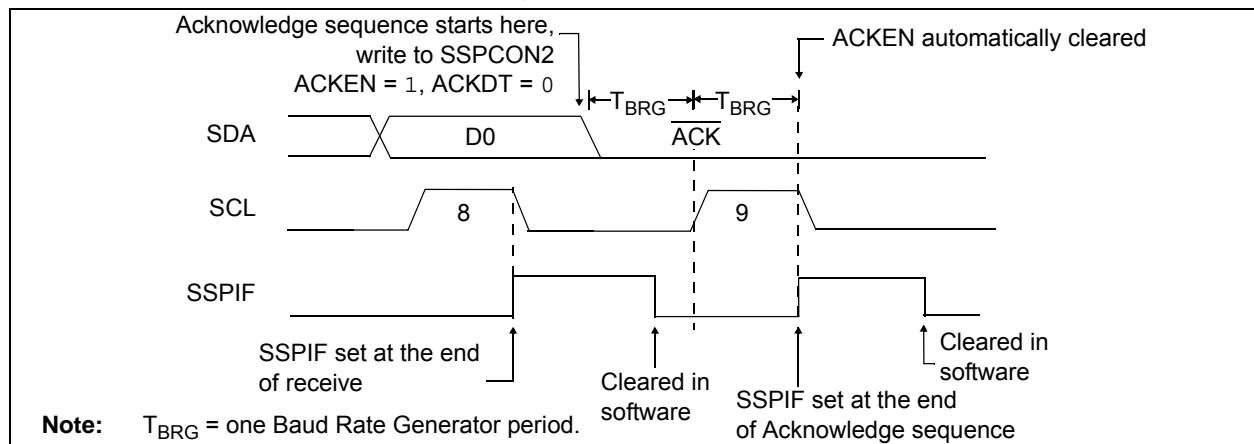 Acknowledge sequence starts here,
write to SSPCON2
ACKEN = 1, ACKDT = 0
ACKEN automatically cleared
TBRG
TBRG
SDA
D0
ACK
SCL
8
9
SSPIF
SSPIF set at the end
of receive
Cleared in
software
SSPIF set at the end
of Acknowledge sequence
Cleared in
software
Note: TBRG = one Baud Rate Generator period.